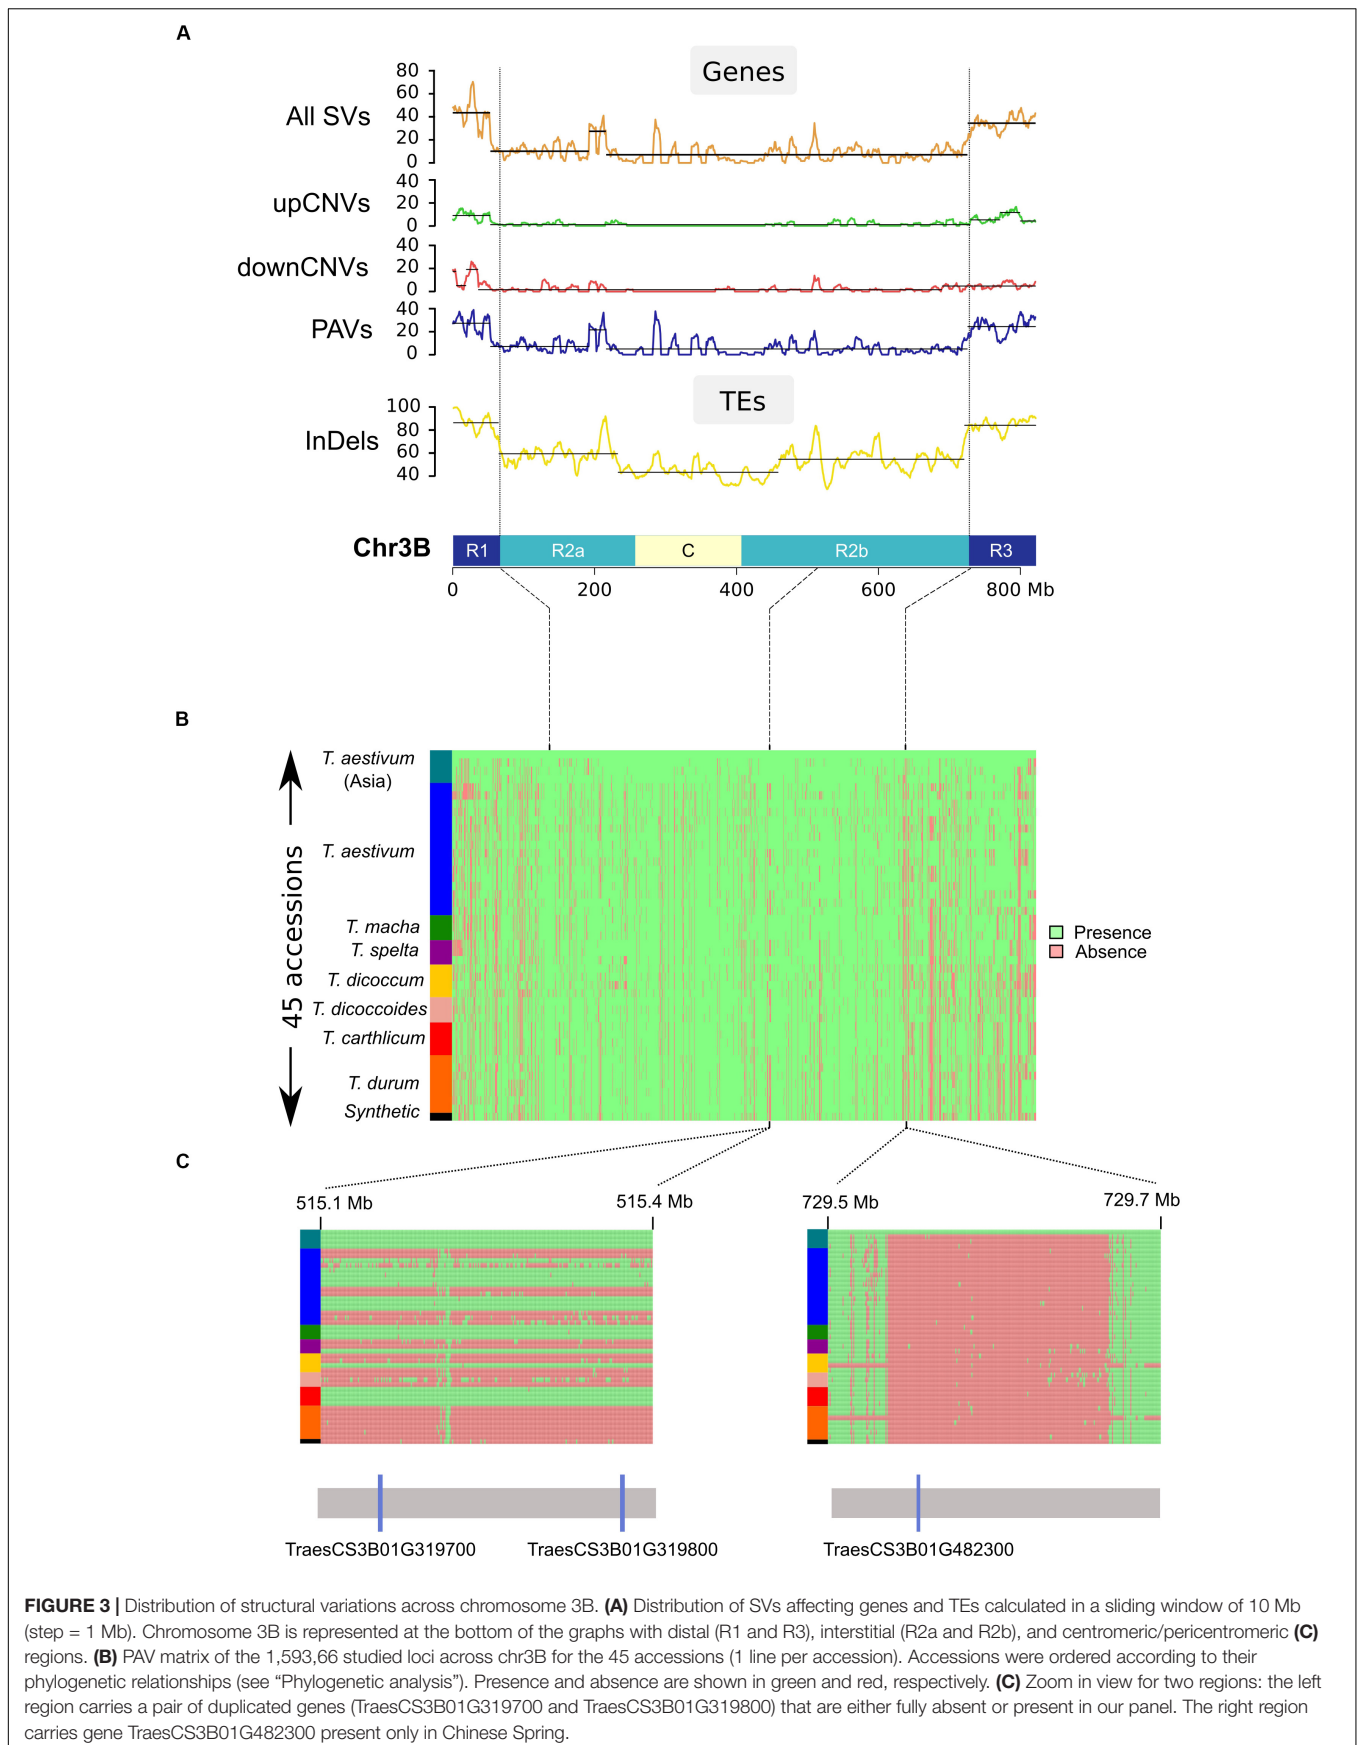 A
Genes
80
60
40
20
0
All SVs
40
20
0
upCNVs
40
20
0
downCNVs
40
20
0
PAVs
TEs
100
80
60
40
InDels
Chr3B
R1 R2a C R2b R3
0 200 400 600 800 Mb
B
45 accessions
T. aestivum
(Asia)
T. aestivum
T. macha
T. spelta
T. dicoccum
T. dicoccoides
T. carthlicum
T. durum
Synthetic
Presence
Absence
C
515.1 Mb 515.4 Mb 729.5 Mb 729.7 Mb
TraesCS3B01G319700 TraesCS3B01G319800 TraesCS3B01G482300
FIGURE 3 | Distribution of structural variations across chromosome 3B. (A) Distribution of SVs affecting genes and TEs calculated in a sliding window of 10 Mb
(step = 1 Mb). Chromosome 3B is represented at the bottom of the graphs with distal (R1 and R3), interstitial (R2a and R2b), and centromeric/pericentromeric (C)
regions. (B) PAV matrix of the 1,593,66 studied loci across chr3B for the 45 accessions (1 line per accession). Accessions were ordered according to their
phylogenetic relationships (see “Phylogenetic analysis”). Presence and absence are shown in green and red, respectively. (C) Zoom in view for two regions: the left
region carries a pair of duplicated genes (TraesCS3B01G319700 and TraesCS3B01G319800) that are either fully absent or present in our panel. The right region
carries gene TraesCS3B01G482300 present only in Chinese Spring.